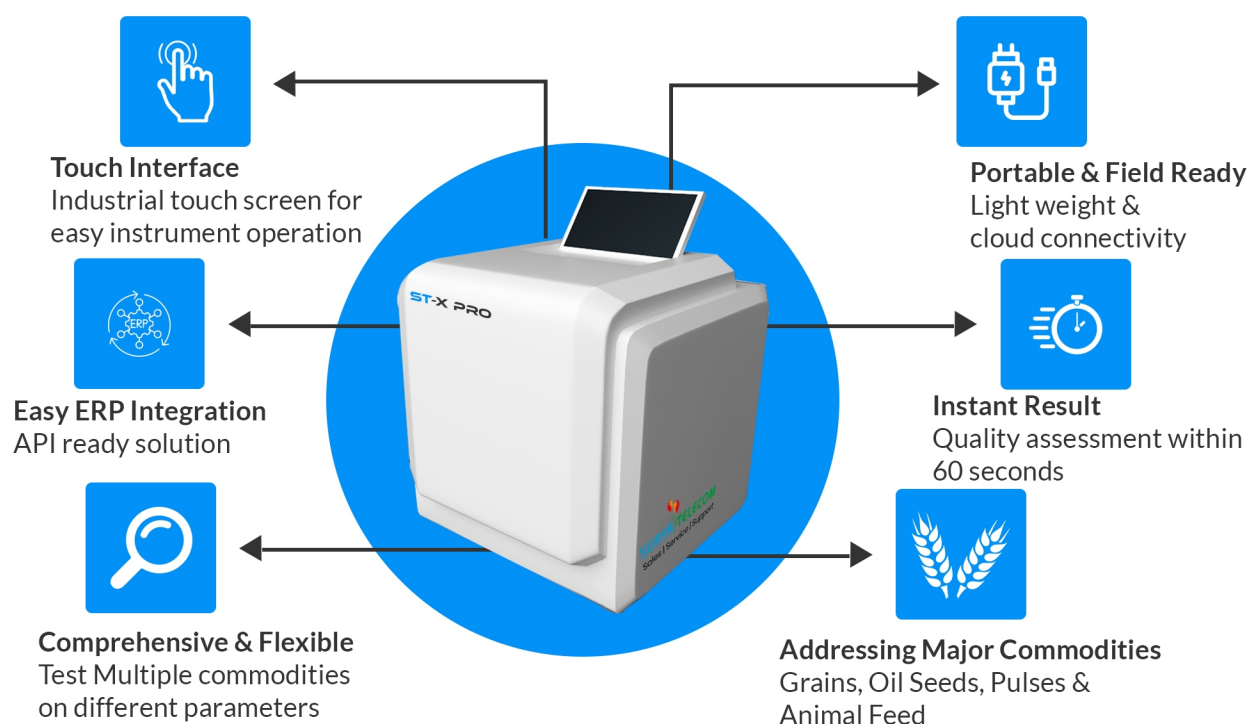 Touch Interface
Industrial touch screen for
easy instrument operation
Portable & Field Ready
Light weight &
cloud connectivity
ST-X PRO
ERP
Easy ERP Integration
API ready solution
Instant Result
Quality assessment within
60 seconds
TELECOM
Sales | Service | Support
Comprehensive & Flexible
Test Multiple commodities
on different parameters
Addressing Major Commodities
Grains, Oil Seeds, Pulses &
Animal Feed